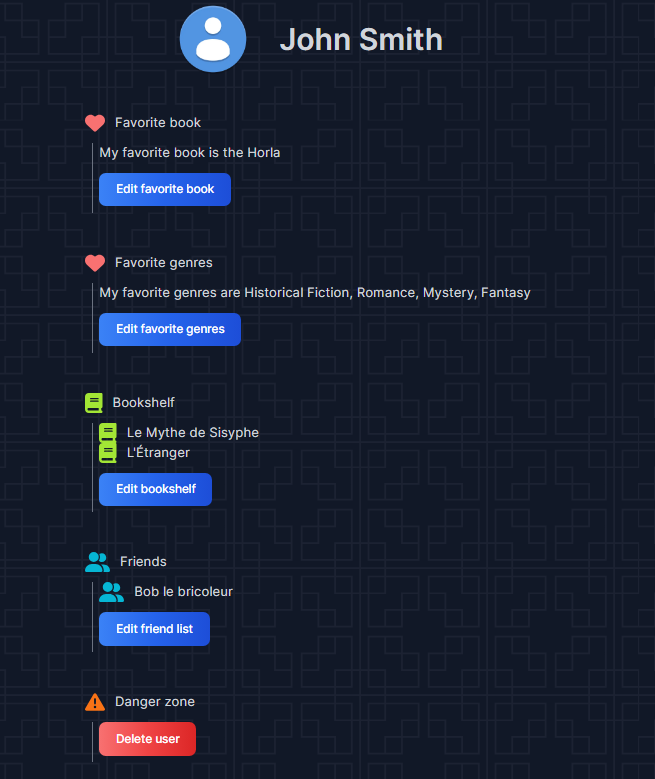 John Smith
Favorite book
My favorite book is the Horla
Edit favorite book
Favorite genres
My favorite genres are Historical Fiction, Romance, Mystery, Fantasy
Edit favorite genres
Bookshelf
Le Mythe de Sisyphe
L'Étranger
Edit bookshelf
Friends
Bob le bricoleur
Edit friend list
Danger zone
Delete user